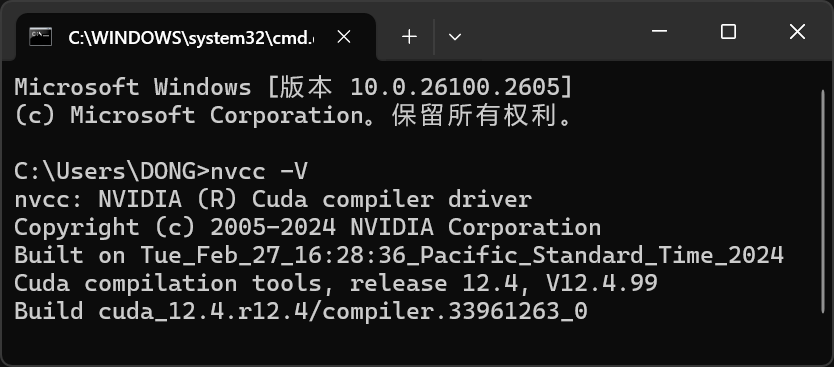 C:\WINDOWS\system32\cmd.
Microsoft Windows [版本 10.0.26100.2605]
(c) Microsoft Corporation。保留所有权利。
C:\Users\DONG>nvcc -V
nvcc: NVIDIA (R) Cuda compiler driver
Copyright (c) 2005-2024 NVIDIA Corporation
Built on Tue_Feb_27_16:28:36_Pacific_Standard_Time_2024
Cuda compilation tools, release 12.4, V12.4.99
Build cuda_12.4.r12.4/compiler.33961263_0